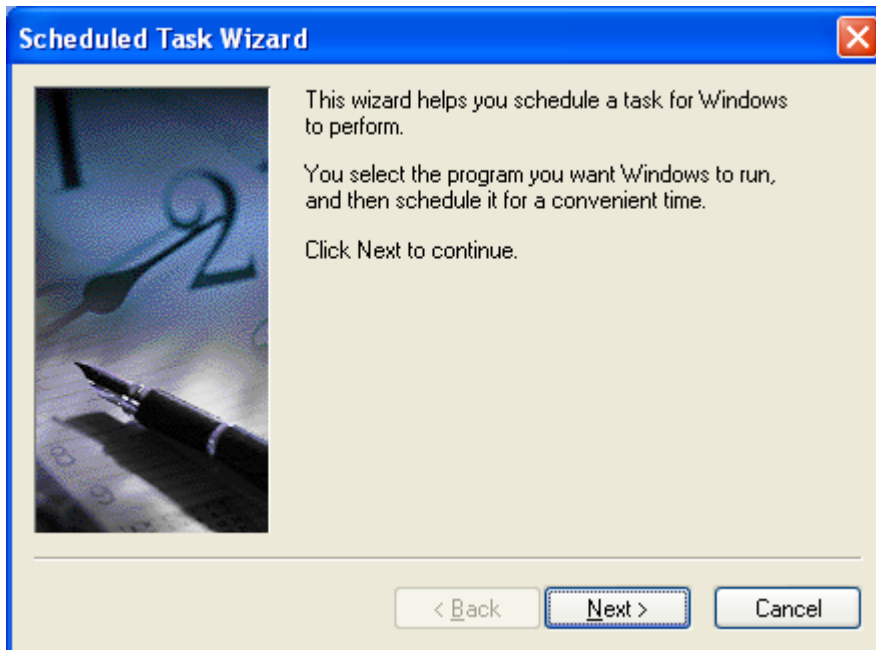 Scheduled Task Wizard
This wizard helps you schedule a task for Windows
to perform.
You select the program you want Windows to run,
and then schedule it for a convenient time.
Click Next to continue.
< Back
Next >
Cancel